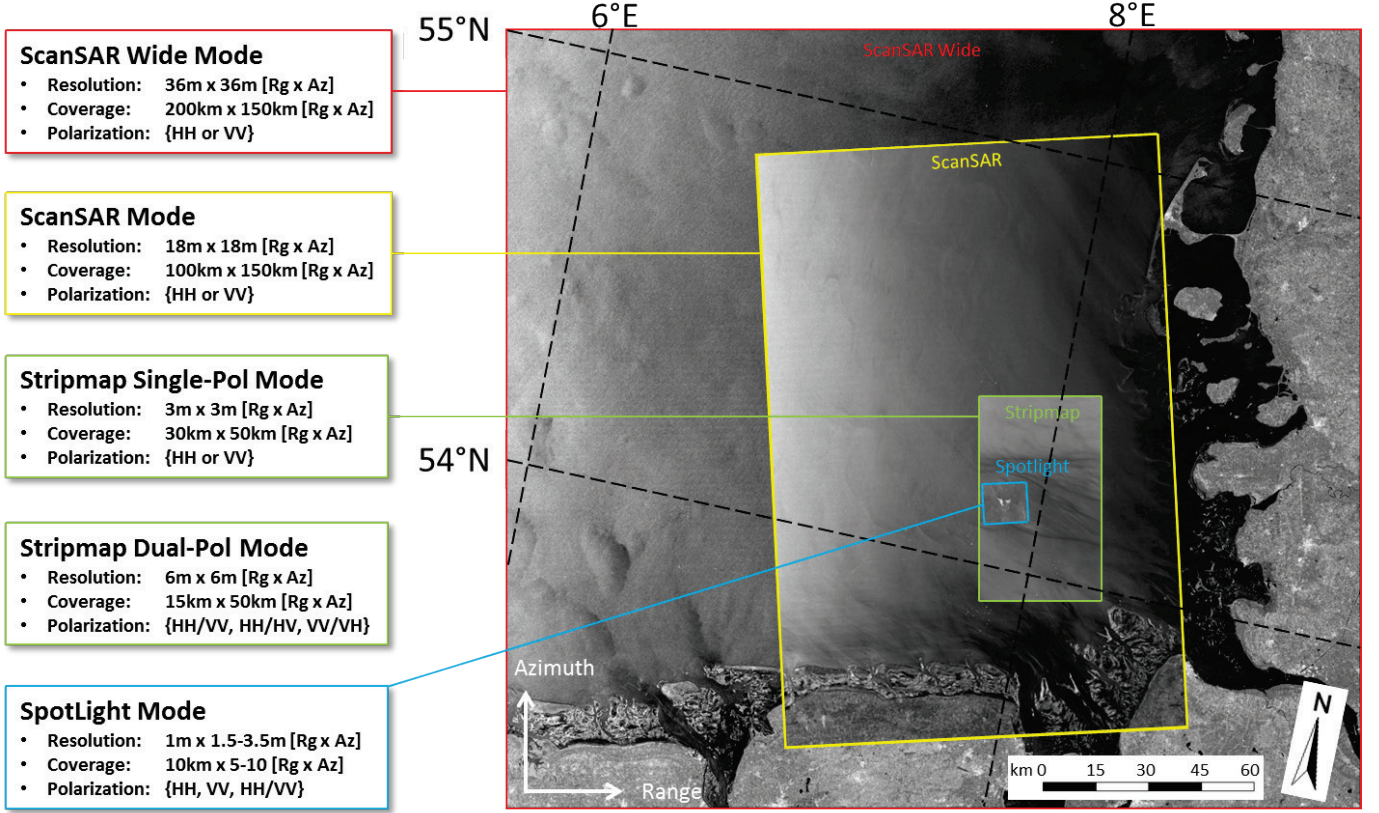 ScanSAR Wide Mode
• Resolution: 36m x 36m [Rg x Az]
• Coverage: 200km x 150km [Rg x Az]
• Polarization: {HH or VV}
ScanSAR Mode
• Resolution: 18m x 18m [Rg x Az]
• Coverage: 100km x 150km [Rg x Az]
• Polarization: {HH or VV}
Stripmap Single-Pol Mode
• Resolution: 3m x 3m [Rg x Az]
• Coverage: 30km x 50km [Rg x Az]
• Polarization: {HH or VV}
Stripmap Dual-Pol Mode
• Resolution: 6m x 6m [Rg x Az]
• Coverage: 15km x 50km [Rg x Az]
• Polarization: {HH/VV, HH/HV, VV/VH}
SpotLight Mode
• Resolution: 1m x 1.5-3.5m [Rg x Az]
• Coverage: 10km x 5-10 [Rg x Az]
• Polarization: {HH, VV, HH/VV}
6°E 8°E
55°N
54°N
ScanSAR Wide
ScanSAR
Stripmap
Spotlight
Azimuth
Range
N
km 0 15 30 45 60